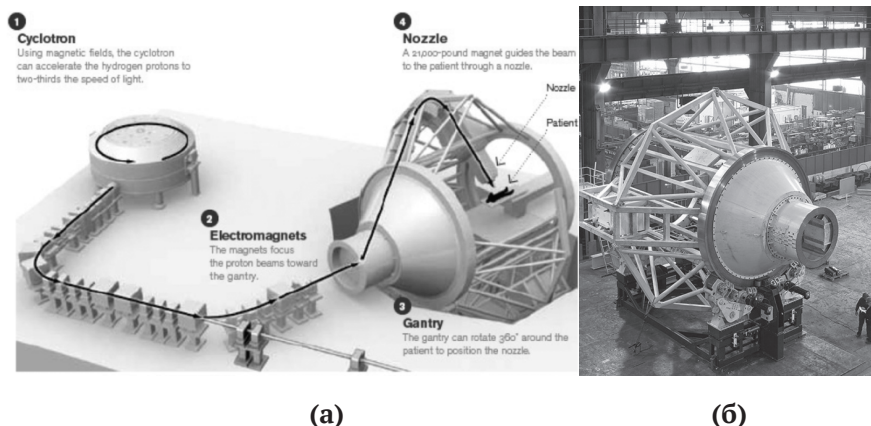 1
Cyclotron
Using magnetic fields, the cyclotron
can accelerate the hydrogen protons to
two-thirds the speed of light.
4
Nozzle
A 21,000-pound magnet guides the beam
to the patient through a nozzle.
Nozzle
Patient
2
Electromagnets
The magnets focus
the proton beams toward
the gantry.
3
Gantry
The gantry can rotate 360° around the
patient to position the nozzle.
(а)
(б)